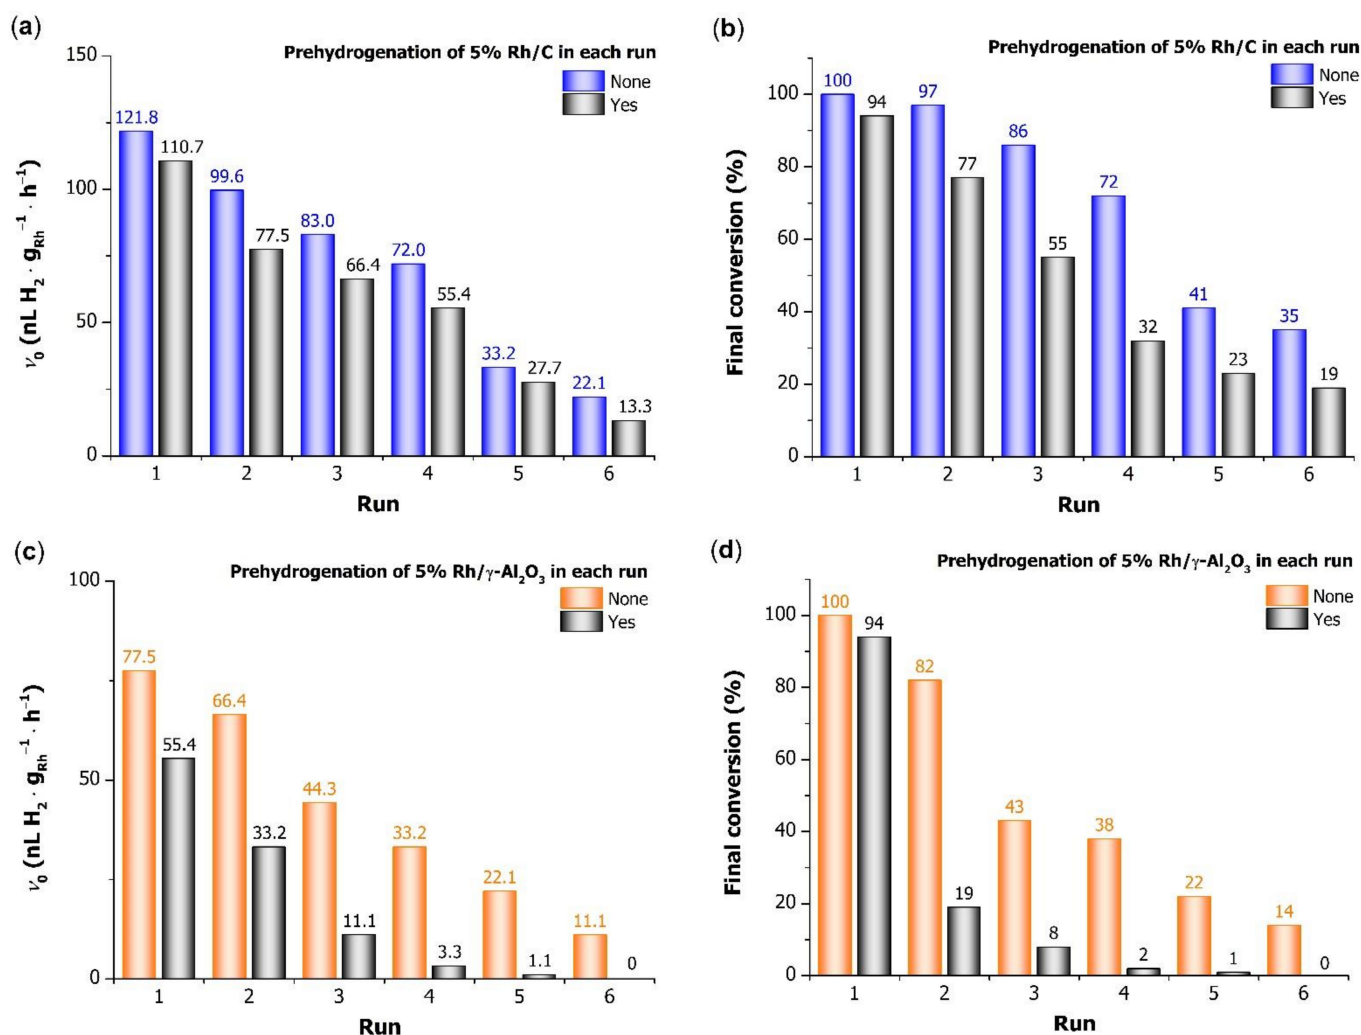 (a)
Prehydrogenation of 5% Rh/C in each run
None
Yes
150
100
50
0
ν₀ (nL H₂ · g_Rh⁻¹ · h⁻¹)
121.8
110.7
99.6
77.5
83.0
66.4
72.0
55.4
33.2
27.7
22.1
13.3
1 2 3 4 5 6
Run
(b)
Prehydrogenation of 5% Rh/C in each run
None
Yes
100
80
60
40
20
0
Final conversion (%)
100
94
97
77
86
55
72
32
41
23
35
19
1 2 3 4 5 6
Run
(c)
Prehydrogenation of 5% Rh/γ-Al₂O₃ in each run
None
Yes
100
50
0
ν₀ (nL H₂ · g_Rh⁻¹ · h⁻¹)
77.5
55.4
66.4
33.2
44.3
11.1
33.2
3.3
22.1
1.1
11.1
0
1 2 3 4 5 6
Run
(d)
Prehydrogenation of 5% Rh/γ-Al₂O₃ in each run
None
Yes
100
80
60
40
20
0
Final conversion (%)
100
94
82
19
43
8
38
2
22
1
14
0
1 2 3 4 5 6
Run